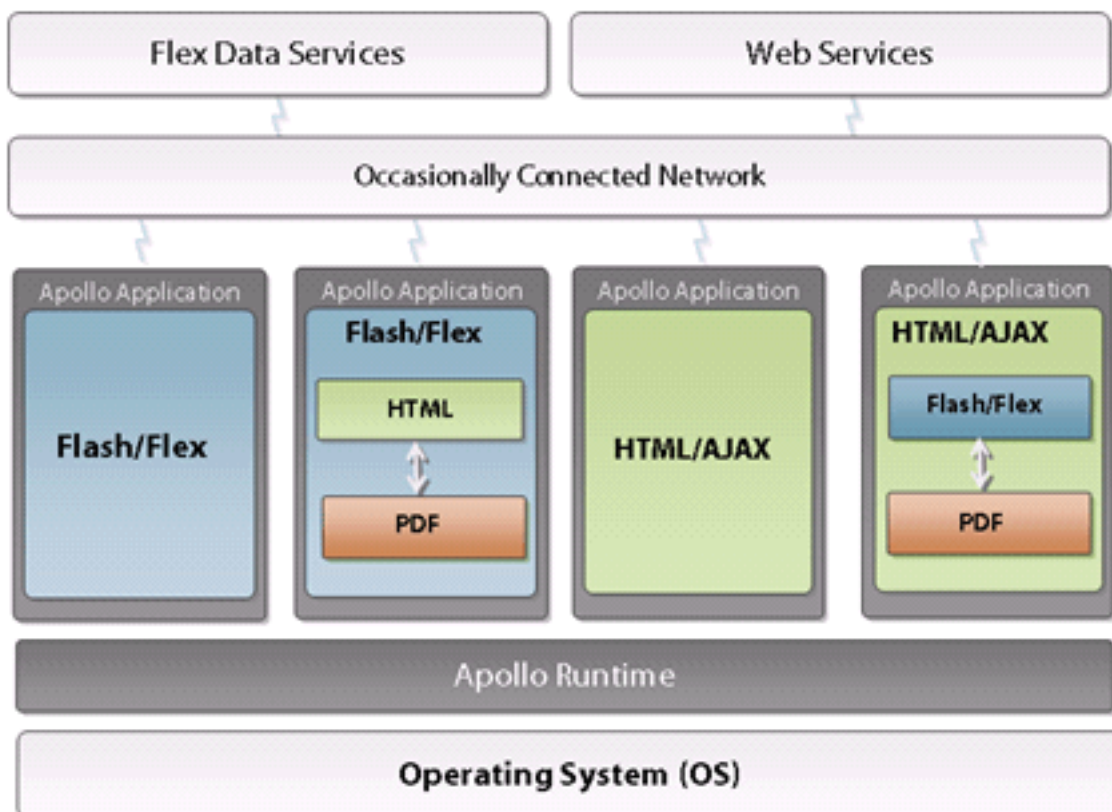 Flex Data Services
Web Services
Occasionally Connected Network
Apollo Application
Flash/Flex
Apollo Application
Flash/Flex
HTML
PDF
Apollo Application
HTML/AJAX
Apollo Application
HTML/AJAX
Flash/Flex
PDF
Apollo Runtime
Operating System (OS)